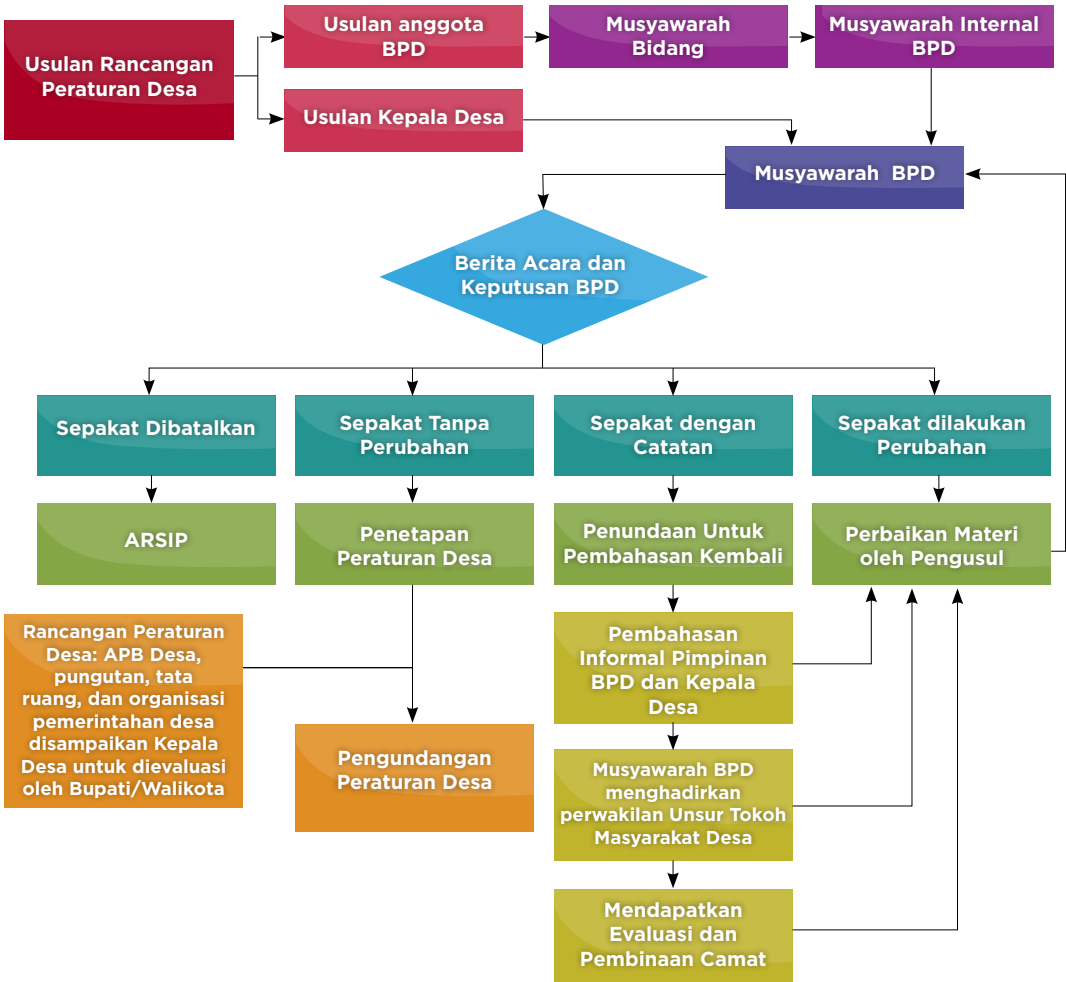 Usulan Rancangan
Peraturan Desa
Usulan anggota
BPD
Musyawarah
Bidang
Musyawarah Internal
BPD
Usulan Kepala Desa
Musyawarah BPD
Berita Acara dan
Keputusan BPD
Sepakat Dibatalkan
Sepakat Tanpa
Perubahan
Sepakat dengan
Catatan
Sepakat dilakukan
Perubahan
ARSIP
Penetapan
Peraturan Desa
Penundaan Untuk
Pembahasan Kembali
Perbaikan Materi
oleh Pengusul
Rancangan Peraturan
Desa: APB Desa,
pungutan, tata
ruang, dan organisasi
pemerintahan desa
disampaikan Kepala
Desa untuk dievaluasi
oleh Bupati/Walikota
Pembahasan
Informal Pimpinan
BPD dan Kepala
Desa
Pengundangan
Peraturan Desa
Musyawarah BPD
menghadirkan
perwakilan Unsur Tokoh
Masyarakat Desa
Mendapatkan
Evaluasi dan
Pembinaan Camat